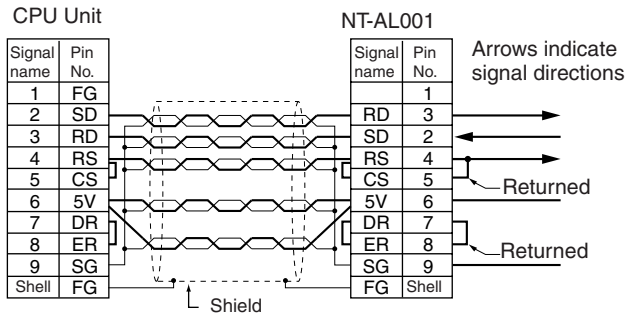 CPU Unit
NT-AL001
Signal name Pin No.
1 FG
2 SD
3 RD
4 RS
5 CS
6 5V
7 DR
8 ER
9 SG
Shell FG
Signal name Pin No.
1
RD 3
SD 2
RS 4
CS 5
5V 6
DR 7
ER 8
SG 9
FG Shell
Arrows indicate
signal directions
Returned
Returned
Shield